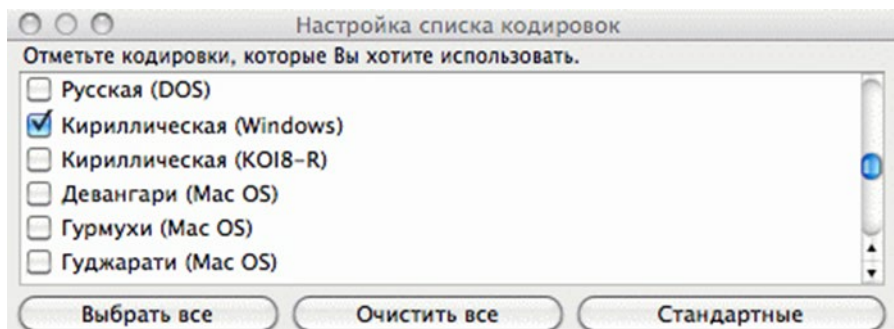 Настройка списка кодировок
Отметьте кодировки, которые Вы хотите использовать.
Русская (DOS)
Кириллическая (Windows)
Кириллическая (KOI8-R)
Девангари (Mac OS)
Гурмухи (Mac OS)
Гуджарати (Mac OS)
Выбрать все Очистить все Стандартные